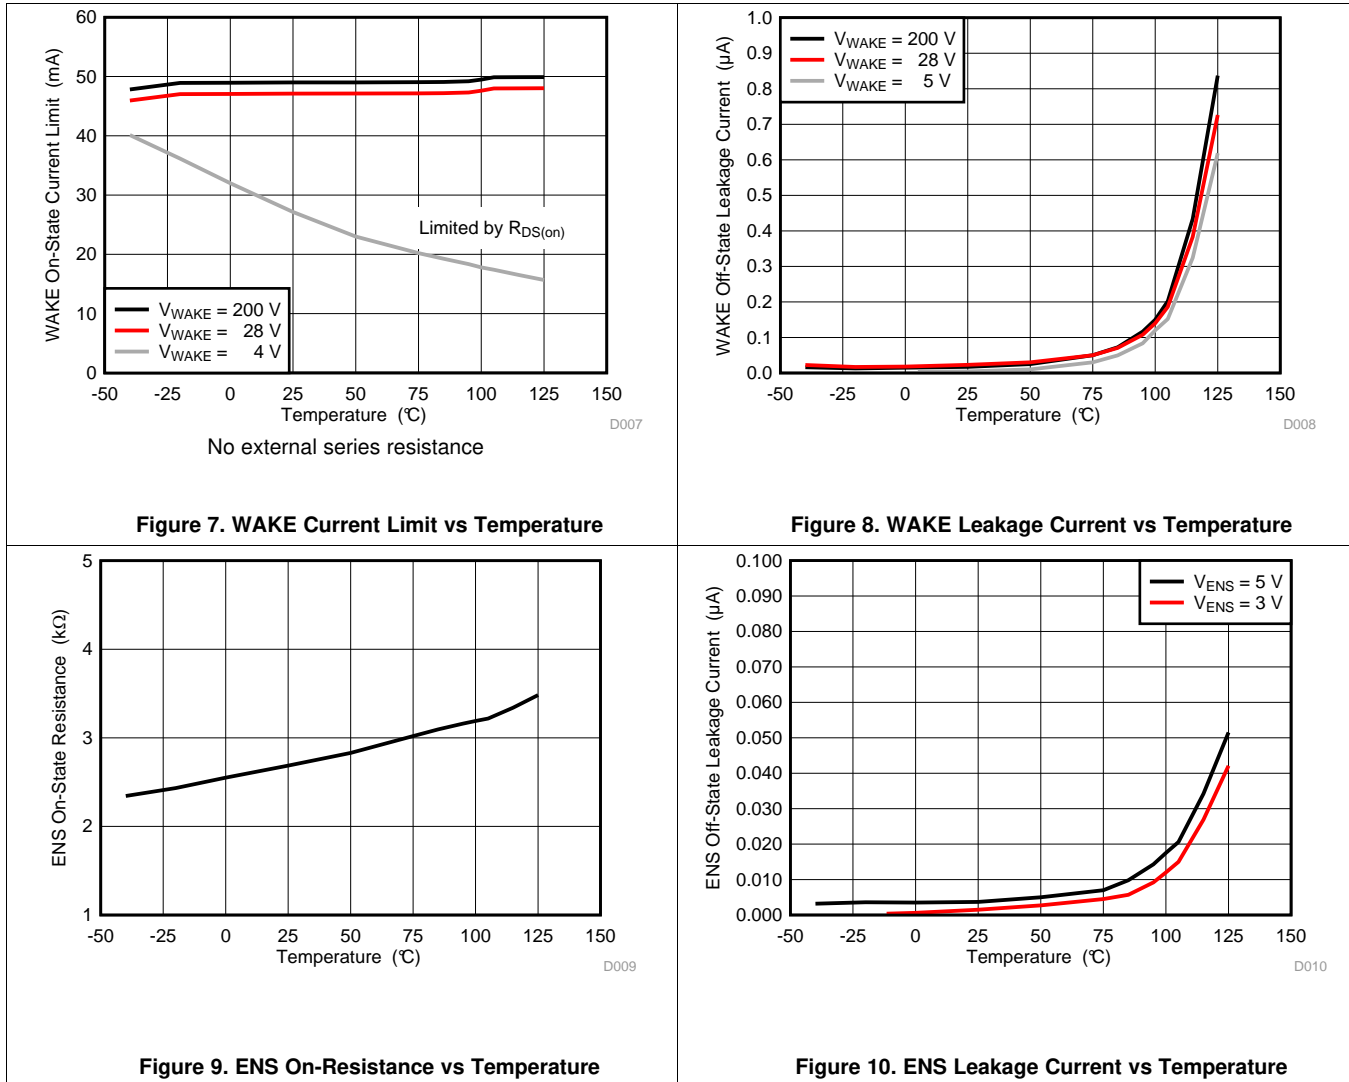 60
50
40
30
20
10
0
WAKE On-State Current Limit (mA)
Limited by RDS(on)
VWAKE = 200 V
VWAKE = 28 V
VWAKE = 4 V
-50 -25 0 25 50 75 100 125 150
Temperature (°C)
D007
No external series resistance
Figure 7. WAKE Current Limit vs Temperature
1.0
0.9
0.8
0.7
0.6
0.5
0.4
0.3
0.2
0.1
0.0
WAKE Off-State Leakage Current (µA)
VWAKE = 200 V
VWAKE = 28 V
VWAKE = 5 V
-50 -25 0 25 50 75 100 125 150
Temperature (°C)
D008
Figure 8. WAKE Leakage Current vs Temperature
5
4
3
2
1
ENS On-State Resistance (kΩ)
-50 -25 0 25 50 75 100 125 150
Temperature (°C)
D009
Figure 9. ENS On-Resistance vs Temperature
0.100
0.090
0.080
0.070
0.060
0.050
0.040
0.030
0.020
0.010
0.000
ENS Off-State Leakage Current (µA)
VENS = 5 V
VENS = 3 V
-50 -25 0 25 50 75 100 125 150
Temperature (°C)
D010
Figure 10. ENS Leakage Current vs Temperature